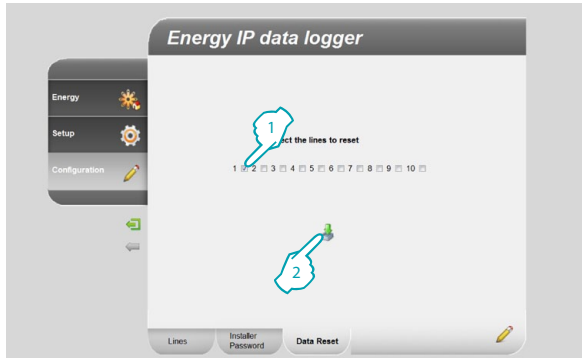 Energy IP data logger
Energy
Setup
Configuration
1
ect the lines to reset
1 2 3 4 5 6 7 8 9 10
2
Lines
Installer
Password
Data Reset